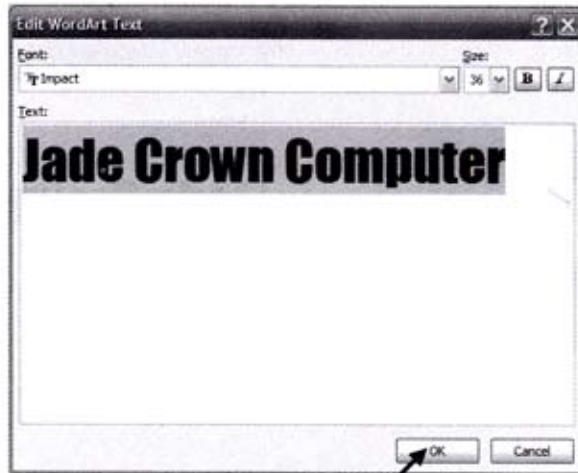 Edit WordArt Text
Font:
Size:
Impact
36
B
I
Text:
Jade Crown Computer
OK
Cancel